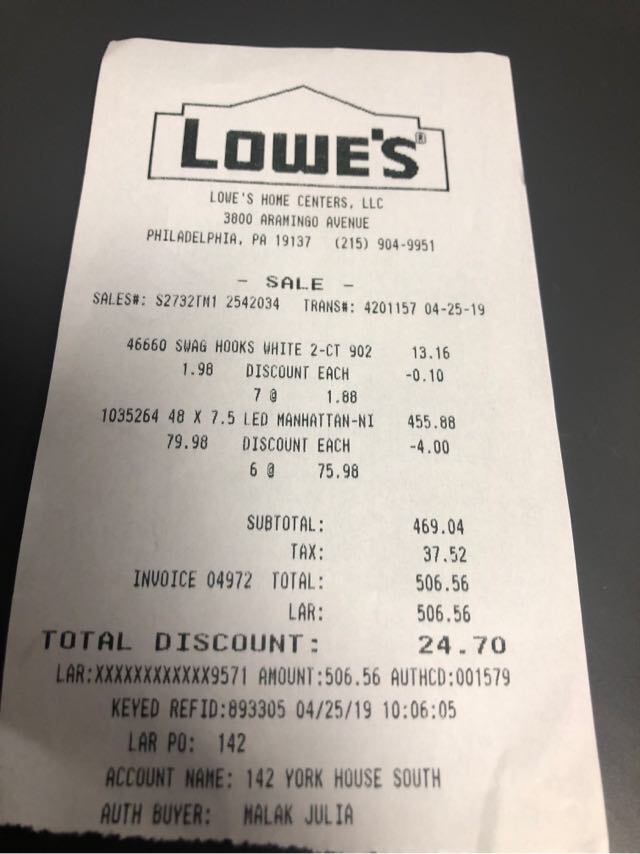 LOWE'S®
LOWE'S HOME CENTERS, LLC
3800 ARAMINGO AVENUE
PHILADELPHIA, PA 19137 (215) 904-9951
- SALE -
SALES#: S2732TM1 2542034 TRANS#: 4201157 04-25-19
46660 SWAG HOOKS WHITE 2-CT 902 13.16
1.98 DISCOUNT EACH -0.10
7 @ 1.88
1035264 48 X 7.5 LED MANHATTAN-NI 455.88
79.98 DISCOUNT EACH -4.00
6 @ 75.98
SUBTOTAL: 469.04
TAX: 37.52
INVOICE 04972 TOTAL: 506.56
LAR: 506.56
TOTAL DISCOUNT: 24.70
LAR:XXXXXXXXXXXX9571 AMOUNT:506.56 AUTHCD:001579
KEYED REFID:893305 04/25/19 10:06:05
LAR PO: 142
ACCOUNT NAME: 142 YORK HOUSE SOUTH
AUTH BUYER: MALAK JULIA